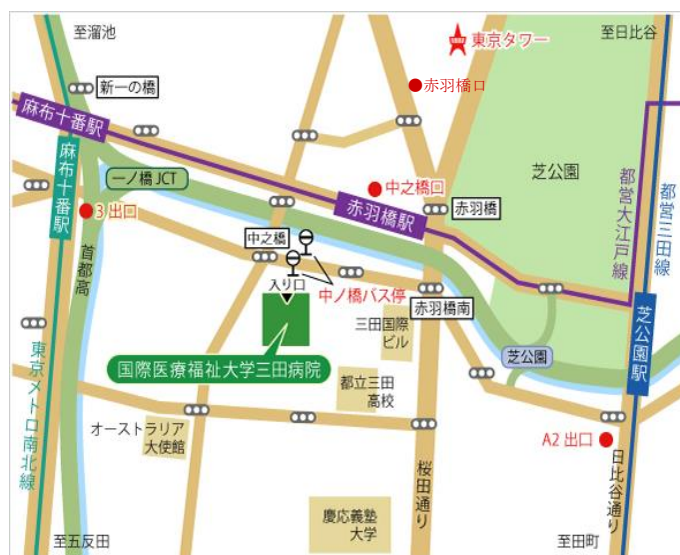 至溜池
東京タワー
至日比谷
新一の橋
赤羽橋口
麻布十番駅
一ノ橋 JCT
中之橋口
芝公園
赤羽橋駅
赤羽橋
都営大江戸線
都営三田線
麻布十番駅
3 出口
首都高
中之橋
入り口
中ノ橋バス停
赤羽橋南
三田国際
ビル
芝公園駅
芝公園
国際医療福祉大学三田病院
都立三田
高校
東京メトロ南北線
オーストラリア
大使館
A2 出口
桜田通り
日比谷通り
慶応義塾
大学
至五反田
至田町